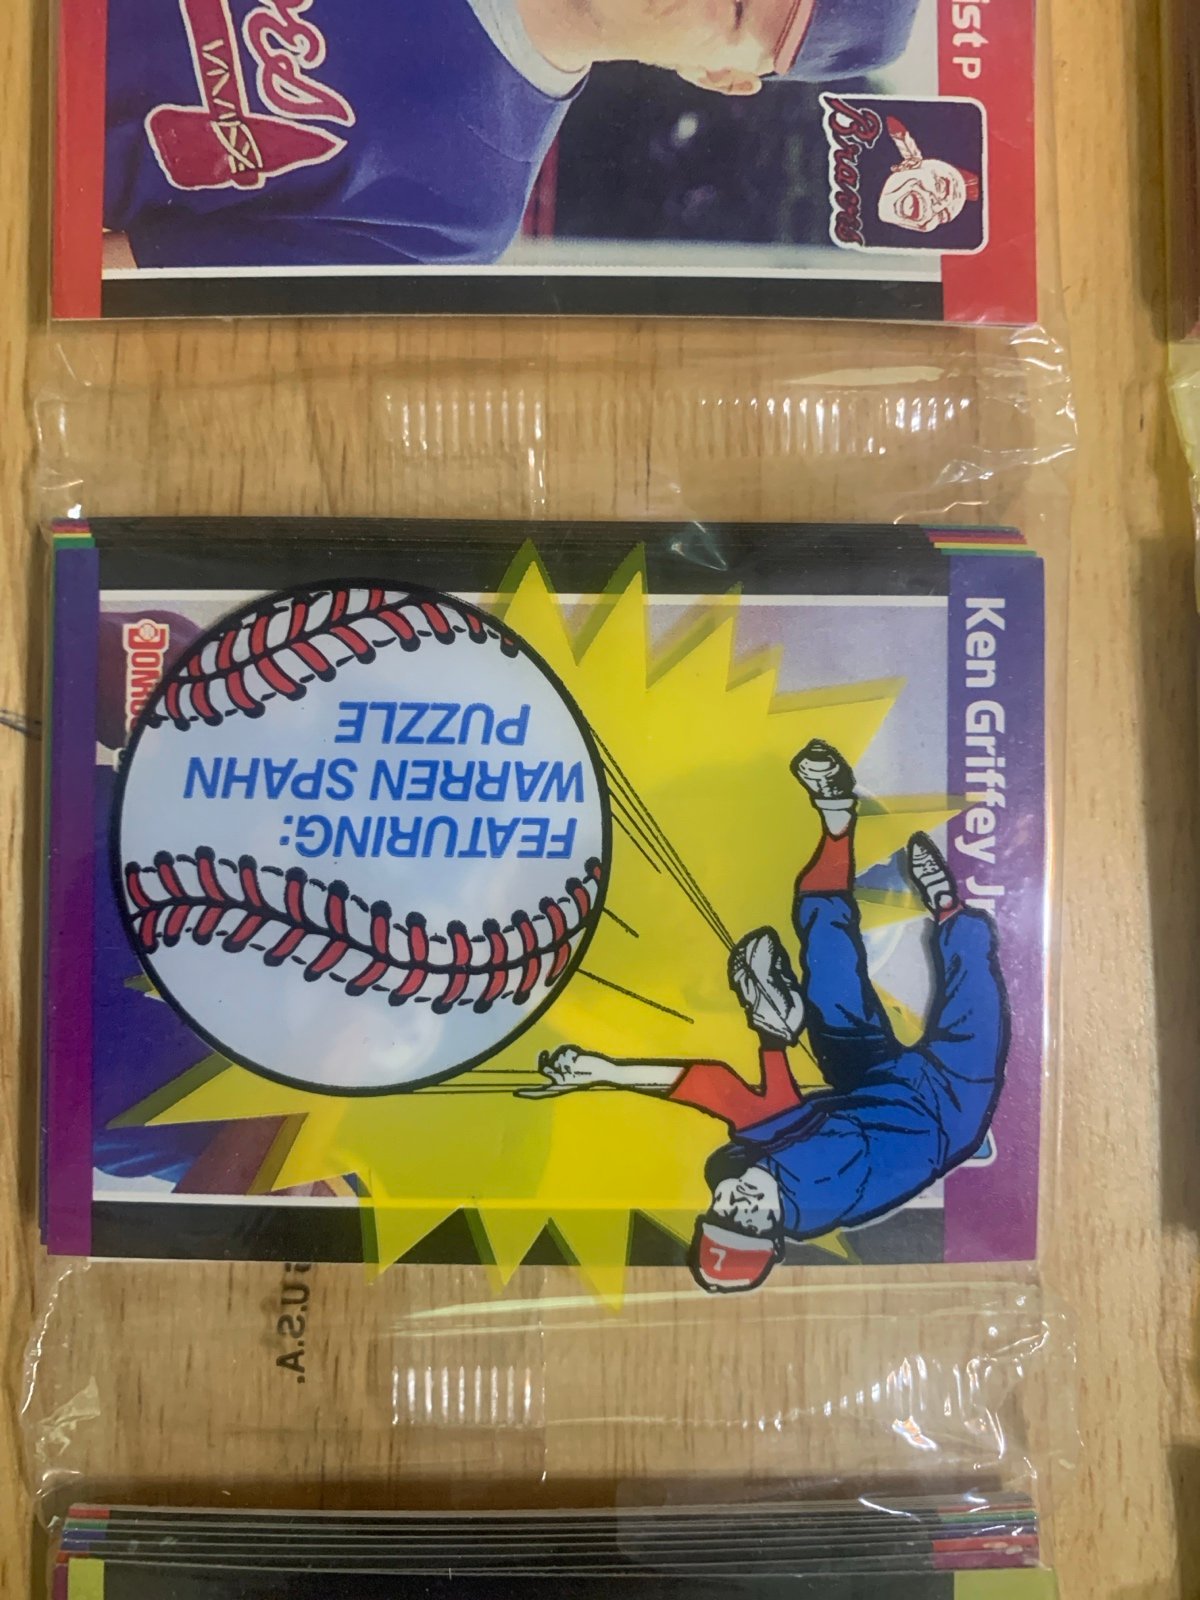 ist P
Braves
Ken Griffey Jr
FEATURING:
WARREN SPAHN
PUZZLE
U.S.A.